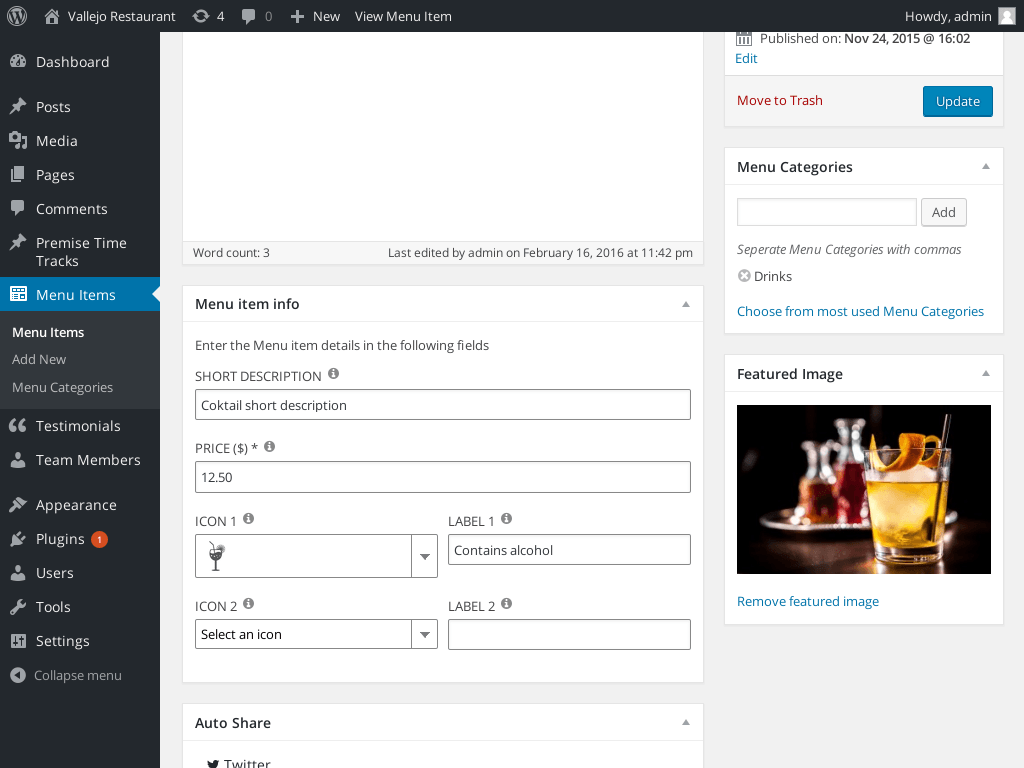 Vallejo Restaurant 4 0 New View Menu Item Howdy, admin
Dashboard
Posts
Media
Pages
Comments
Premise Time
Tracks
Menu Items
Menu Items
Add New
Menu Categories
Testimonials
Team Members
Appearance
Plugins 1
Users
Tools
Settings
Collapse menu
Word count: 3 Last edited by admin on February 16, 2016 at 11:42 pm
Menu item info
Enter the Menu item details in the following fields
SHORT DESCRIPTION
Coktail short description
PRICE ($) *
12.50
ICON 1 LABEL 1
Contains alcohol
ICON 2 LABEL 2
Select an icon
Auto Share
Twitter
Published on: Nov 24, 2015 @ 16:02
Edit
Move to Trash Update
Menu Categories
Add
Seperate Menu Categories with commas
Drinks
Choose from most used Menu Categories
Featured Image
Remove featured image